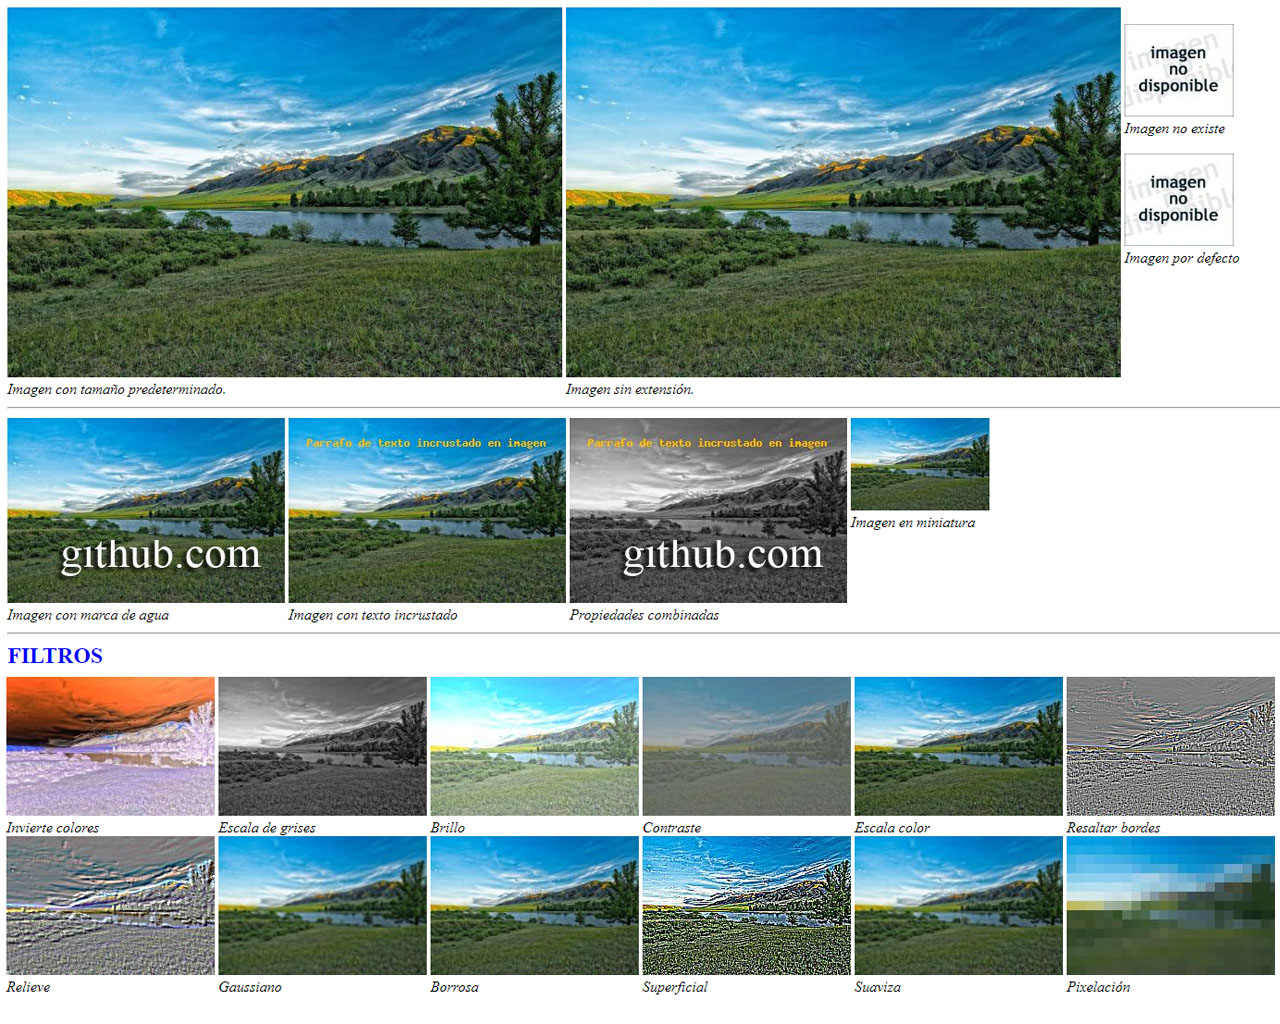 imagen
no
disponible
Imagen no existe
imagen
no
disponible
Imagen por defecto
Imagen con tamaño predeterminado.
Imagen sin extensión.
github.com
Parrafo de texto incrustado en imagen
Parrafo de texto incrustado en imagen
github.com
Imagen en miniatura
Imagen con marca de agua
Imagen con texto incrustado
Propiedades combinadas
FILTROS
Invierte colores
Escala de grises
Brillo
Contraste
Escala color
Resaltar bordes
Relieve
Gaussiano
Borrosa
Superficial
Suaviza
Pixelación